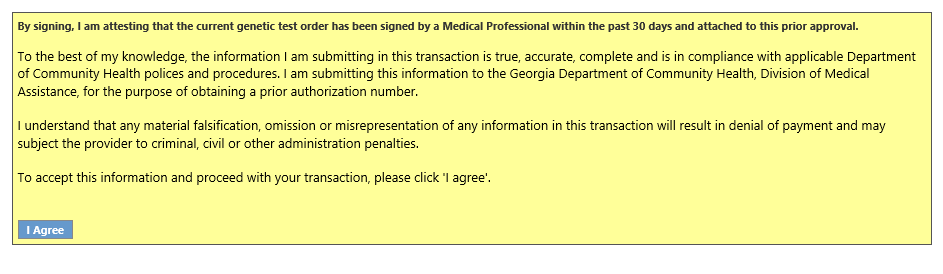 By signing, I am attesting that the current genetic test order has been signed by a Medical Professional within the past 30 days and attached to this prior approval.
To the best of my knowledge, the information I am submitting in this transaction is true, accurate, complete and is in compliance with applicable Department
of Community Health polices and procedures. I am submitting this information to the Georgia Department of Community Health, Division of Medical
Assistance, for the purpose of obtaining a prior authorization number.
I understand that any material falsification, omission or misrepresentation of any information in this transaction will result in denial of payment and may
subject the provider to criminal, civil or other administration penalties.
To accept this information and proceed with your transaction, please click 'I agree'.
I Agree